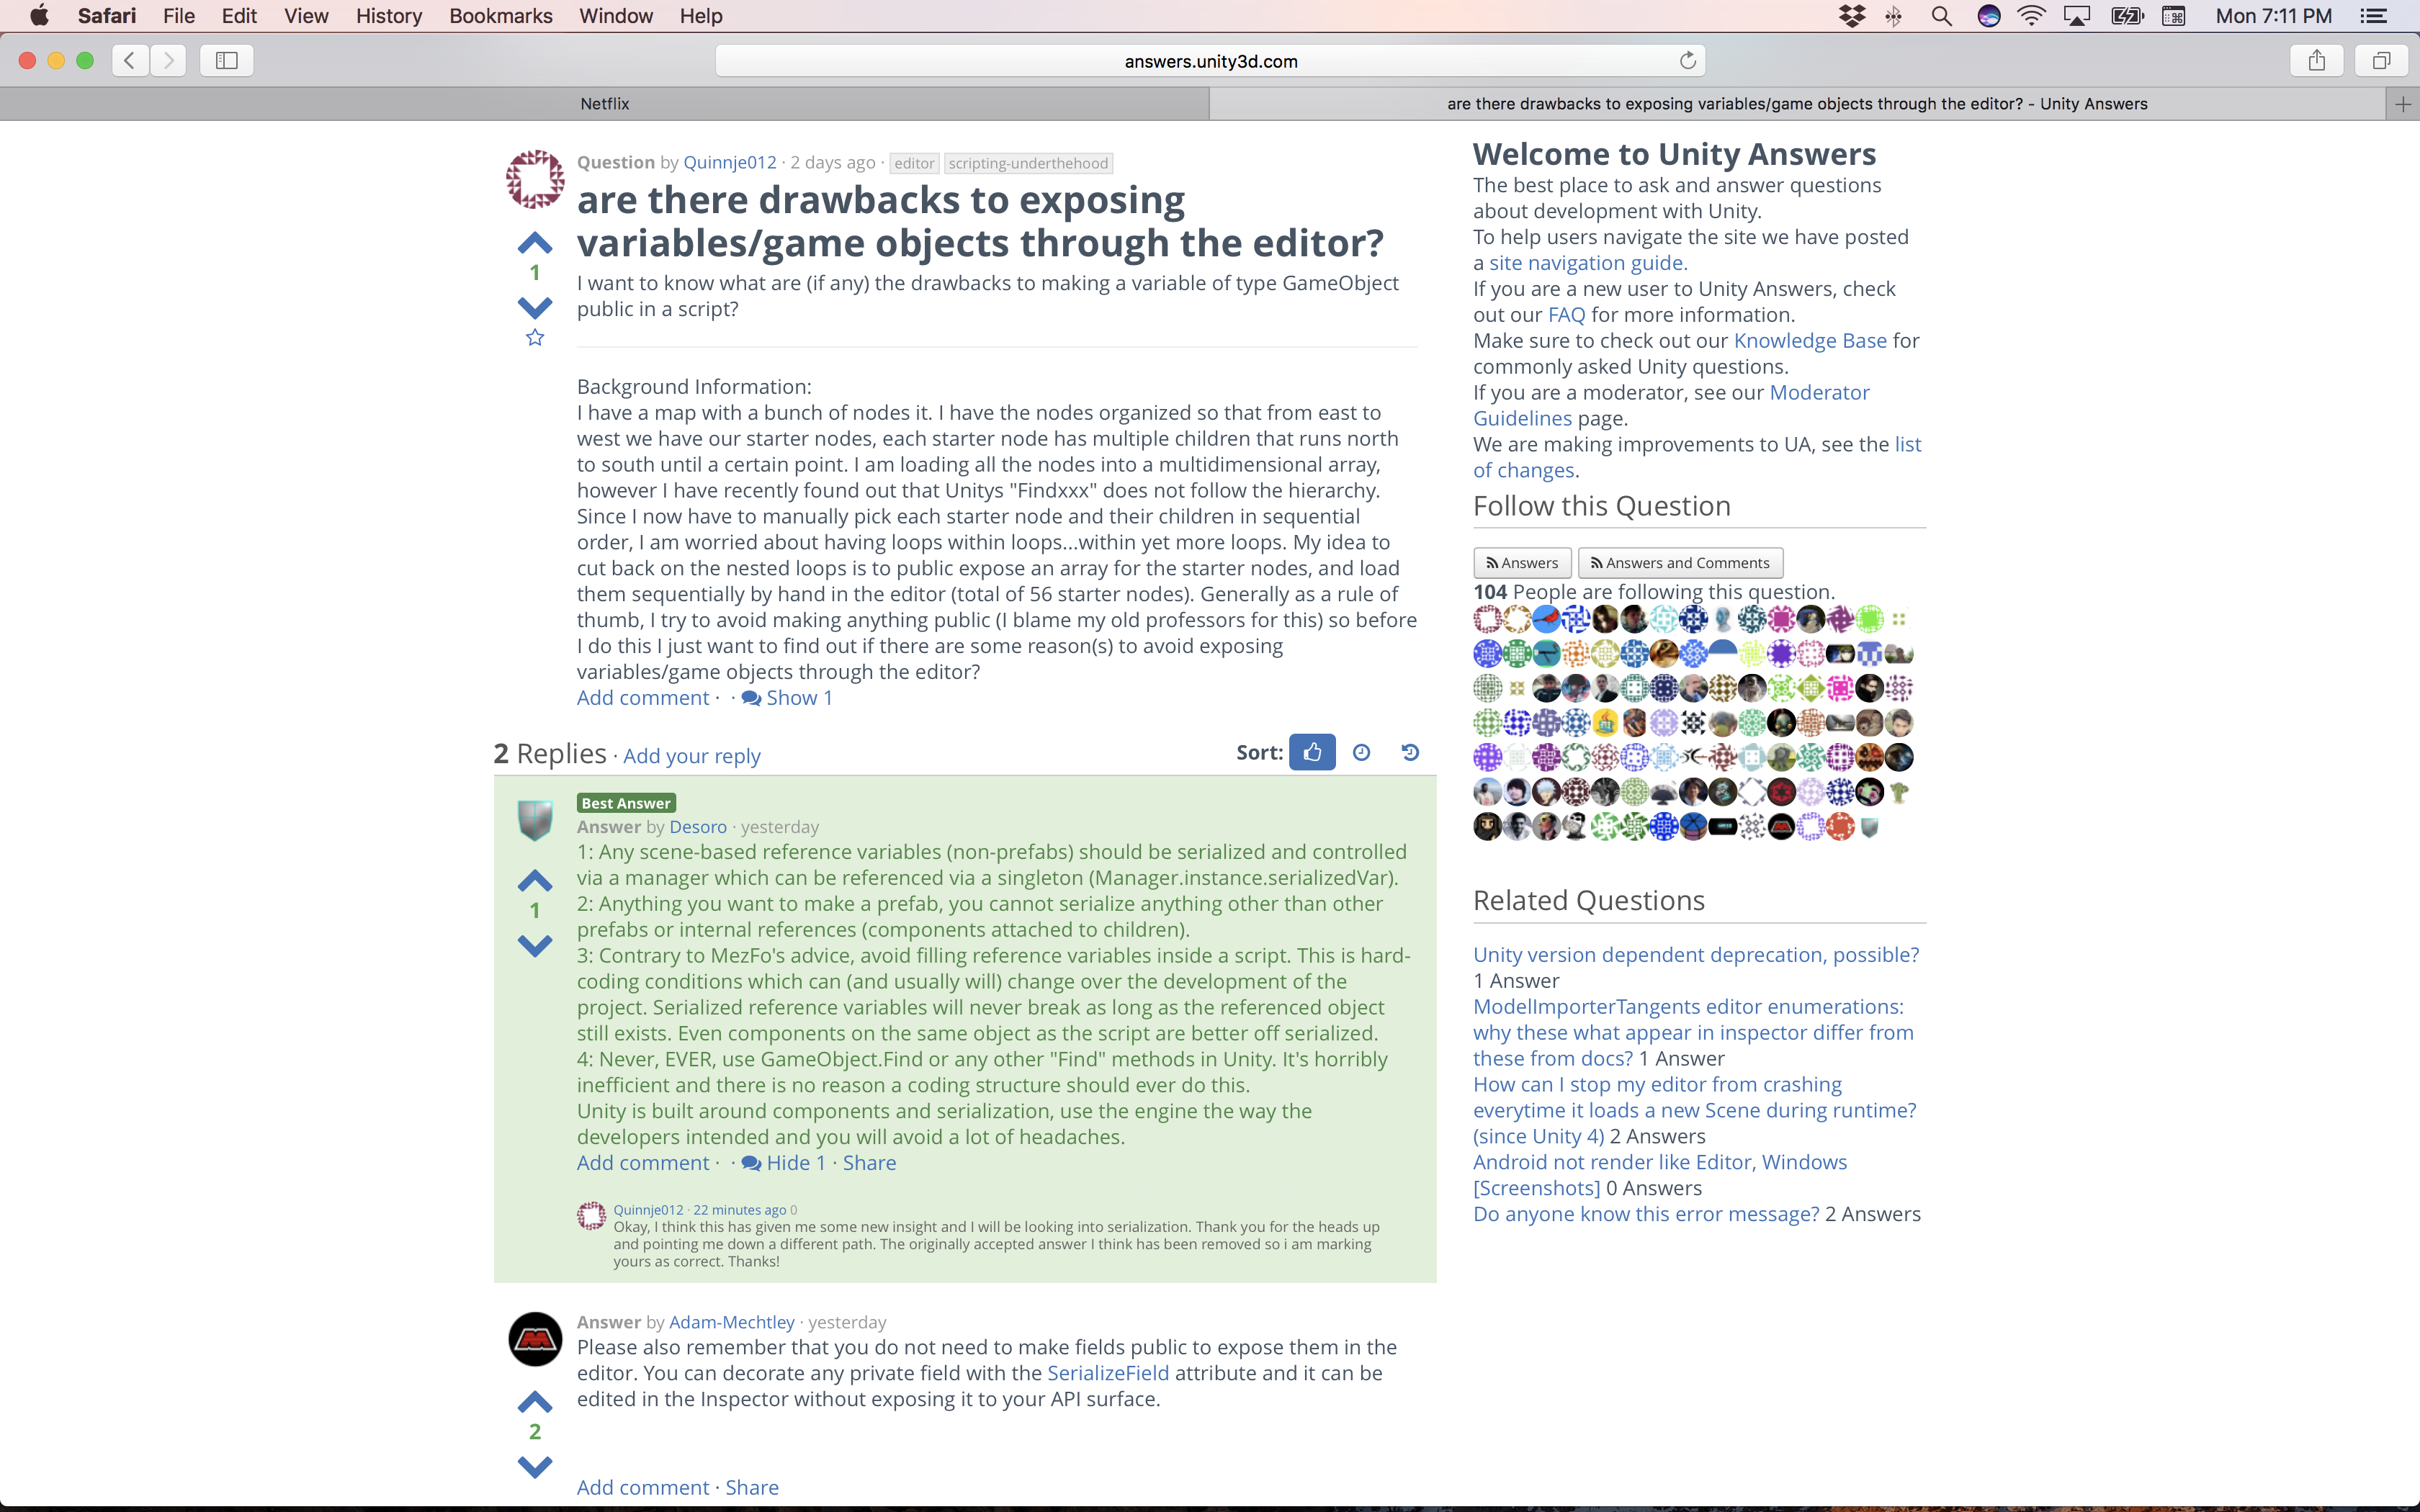 Safari File Edit View History Bookmarks Window Help Mon 7:11 PM
answers.unity3d.com
Netflix
are there drawbacks to exposing variables/game objects through the editor? - Unity Answers
Question by Quinnje012 · 2 days ago · editor scripting-underthehood
are there drawbacks to exposing
variables/game objects through the editor?
1
I want to know what are (if any) the drawbacks to making a variable of type GameObject
public in a script?
Background Information:
I have a map with a bunch of nodes it. I have the nodes organized so that from east to
west we have our starter nodes, each starter node has multiple children that runs north
to south until a certain point. I am loading all the nodes into a multidimensional array,
however I have recently found out that Unitys "Findxxx" does not follow the hierarchy.
Since I now have to manually pick each starter node and their children in sequential
order, I am worried about having loops within loops...within yet more loops. My idea to
cut back on the nested loops is to public expose an array for the starter nodes, and load
them sequentially by hand in the editor (total of 56 starter nodes). Generally as a rule of
thumb, I try to avoid making anything public (I blame my old professors for this) so before
I do this I just want to find out if there are some reason(s) to avoid exposing
variables/game objects through the editor?
Add comment · · Show 1
2 Replies · Add your reply
Sort:
Best Answer
Answer by Desoro · yesterday
1
1: Any scene-based reference variables (non-prefabs) should be serialized and controlled
via a manager which can be referenced via a singleton (Manager.instance.serializedVar).
2: Anything you want to make a prefab, you cannot serialize anything other than other
prefabs or internal references (components attached to children).
3: Contrary to MezFo's advice, avoid filling reference variables inside a script. This is hard-
coding conditions which can (and usually will) change over the development of the
project. Serialized reference variables will never break as long as the referenced object
still exists. Even components on the same object as the script are better off serialized.
4: Never, EVER, use GameObject.Find or any other "Find" methods in Unity. It's horribly
inefficient and there is no reason a coding structure should ever do this.
Unity is built around components and serialization, use the engine the way the
developers intended and you will avoid a lot of headaches.
Add comment · · Hide 1 · Share
Quinnje012 · 22 minutes ago 0
Okay, I think this has given me some new insight and I will be looking into serialization. Thank you for the heads up
and pointing me down a different path. The originally accepted answer I think has been removed so i am marking
yours as correct. Thanks!
Answer by Adam-Mechtley · yesterday
2
Please also remember that you do not need to make fields public to expose them in the
editor. You can decorate any private field with the SerializeField attribute and it can be
edited in the Inspector without exposing it to your API surface.
Add comment · Share
Welcome to Unity Answers
The best place to ask and answer questions
about development with Unity.
To help users navigate the site we have posted
a site navigation guide.
If you are a new user to Unity Answers, check
out our FAQ for more information.
Make sure to check out our Knowledge Base for
commonly asked Unity questions.
If you are a moderator, see our Moderator
Guidelines page.
We are making improvements to UA, see the list
of changes.
Follow this Question
Answers Answers and Comments
104 People are following this question.
Related Questions
Unity version dependent deprecation, possible?
1 Answer
ModelImporterTangents editor enumerations:
why these what appear in inspector differ from
these from docs? 1 Answer
How can I stop my editor from crashing
everytime it loads a new Scene during runtime?
(since Unity 4) 2 Answers
Android not render like Editor, Windows
[Screenshots] 0 Answers
Do anyone know this error message? 2 Answers